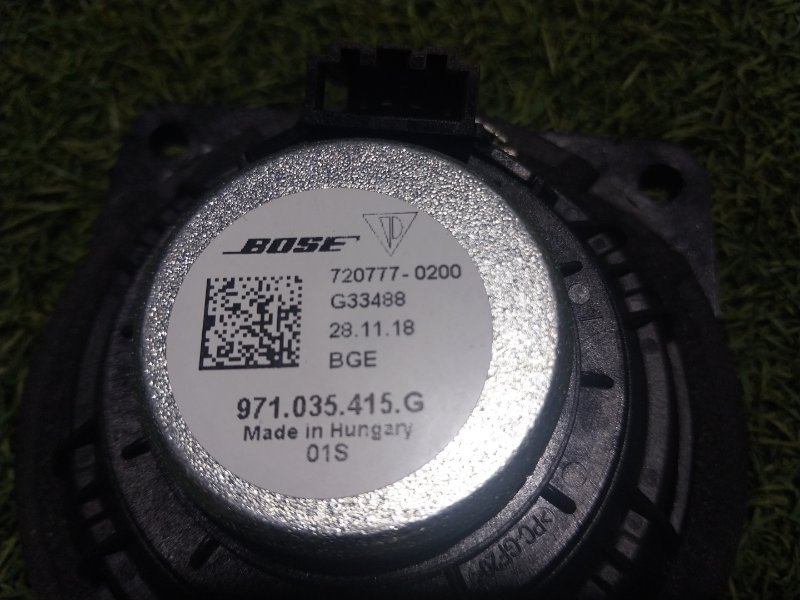 BOSE
720777-0200
G33488
28.11.18
BGE
971.035.415.G
Made in Hungary
01S